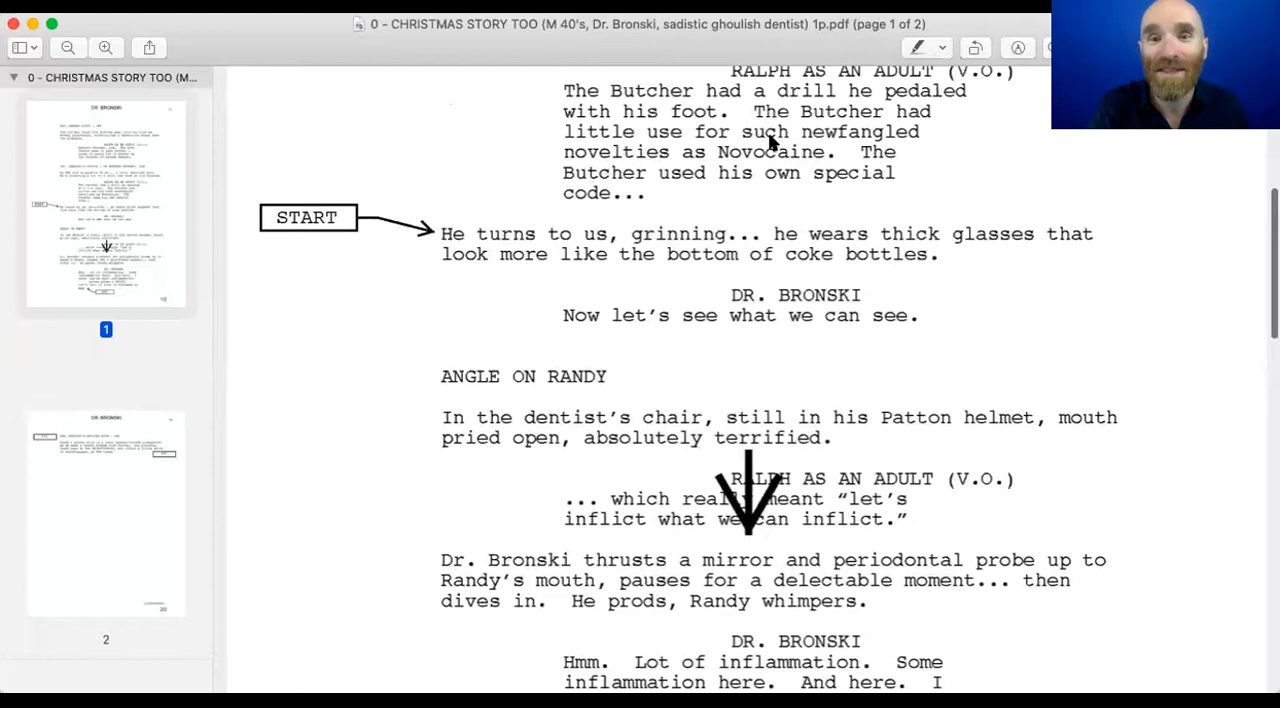 0 - CHRISTMAS STORY TOO (M 40's, Dr. Bronski, sadistic ghoulish dentist) 1p.pdf (page 1 of 2)
0 - CHRISTMAS STORY TOO (M...
DR BRONSKI
1
DR BRONSKI
2
RALPH AS AN ADULT (V.O.)
The Butcher had a drill he pedaled
with his foot.  The Butcher had
little use for such newfangled
novelties as Novocaine.  The
Butcher used his own special
code...
START
He turns to us, grinning... he wears thick glasses that
look more like the bottom of coke bottles.
DR. BRONSKI
Now let's see what we can see.
ANGLE ON RANDY
In the dentist's chair, still in his Patton helmet, mouth
pried open, absolutely terrified.
RALPH AS AN ADULT (V.O.)
... which really meant "let's
inflict what we can inflict."
Dr. Bronski thrusts a mirror and periodontal probe up to
Randy's mouth, pauses for a delectable moment... then
dives in.  He prods, Randy whimpers.
DR. BRONSKI
Hmm.  Lot of inflammation.  Some
inflammation here.  And here.  I